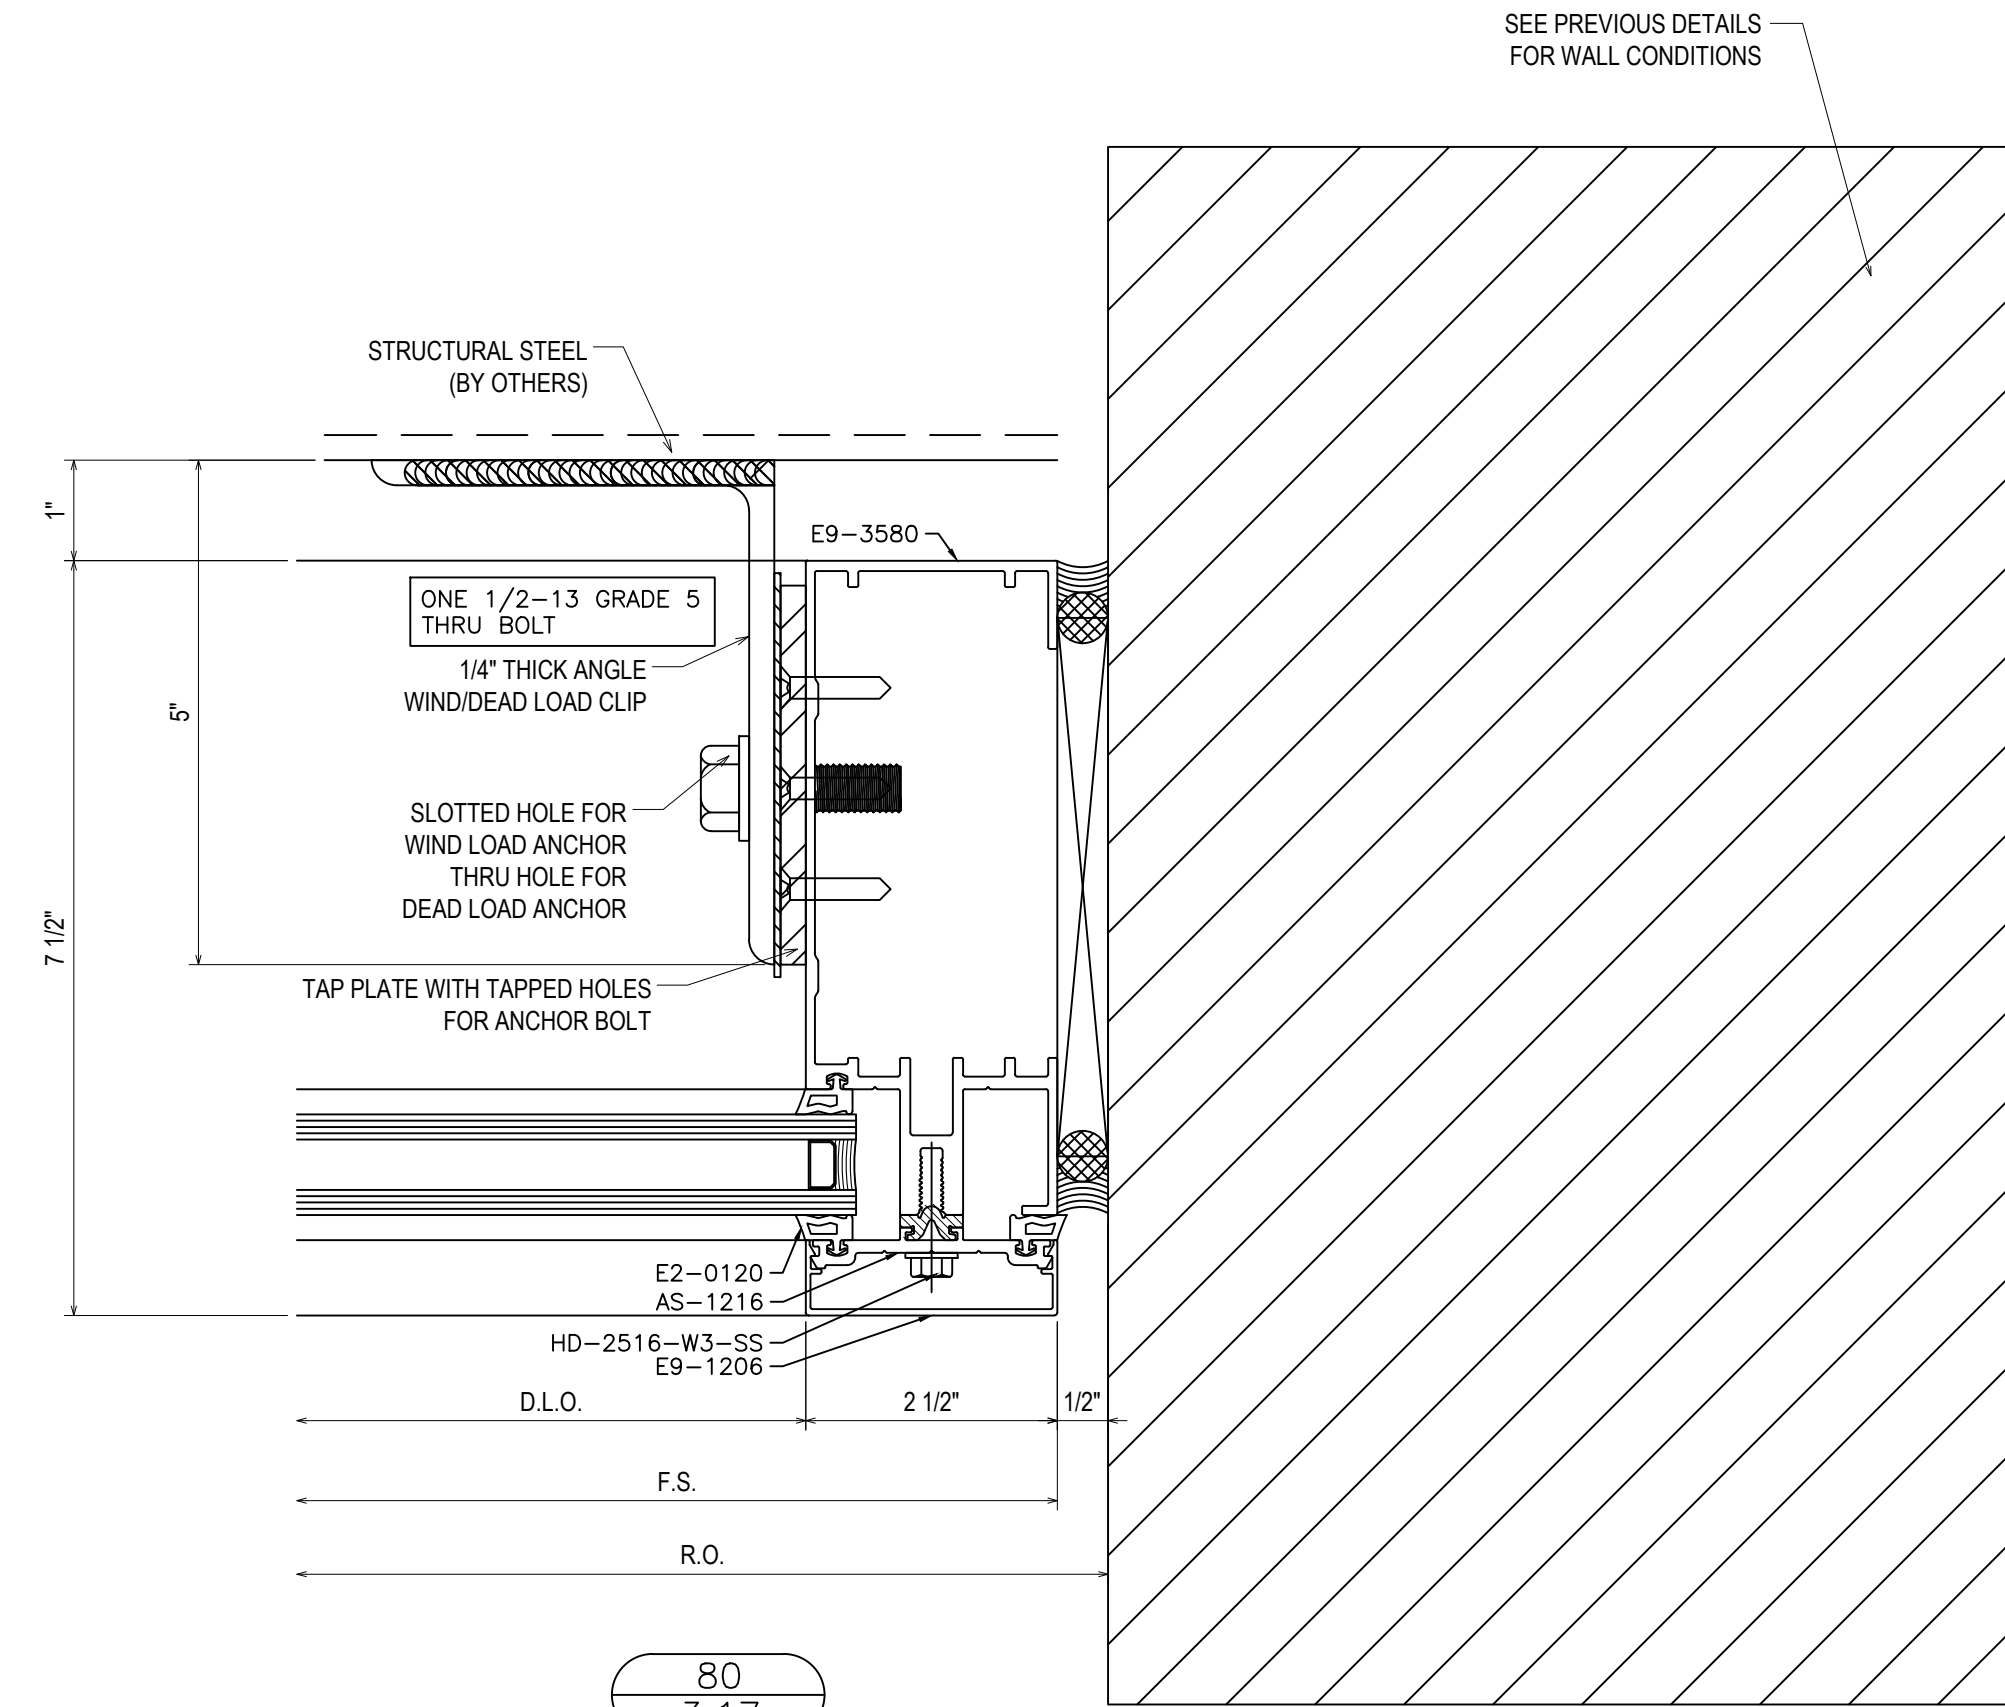 SEE PREVIOUS DETAILS
FOR WALL CONDITIONS
STRUCTURAL STEEL
(BY OTHERS)
1"
E9-3580
ONE 1/2-13 GRADE 5
THRU BOLT
1/4" THICK ANGLE
WIND/DEAD LOAD CLIP
5"
SLOTTED HOLE FOR
WIND LOAD ANCHOR
THRU HOLE FOR
DEAD LOAD ANCHOR
7 1/2"
TAP PLATE WITH TAPPED HOLES
FOR ANCHOR BOLT
E2-0120
AS-1216
HD-2516-W3-SS
E9-1206
D.L.O.
2 1/2"
1/2"
F.S.
R.O.
80